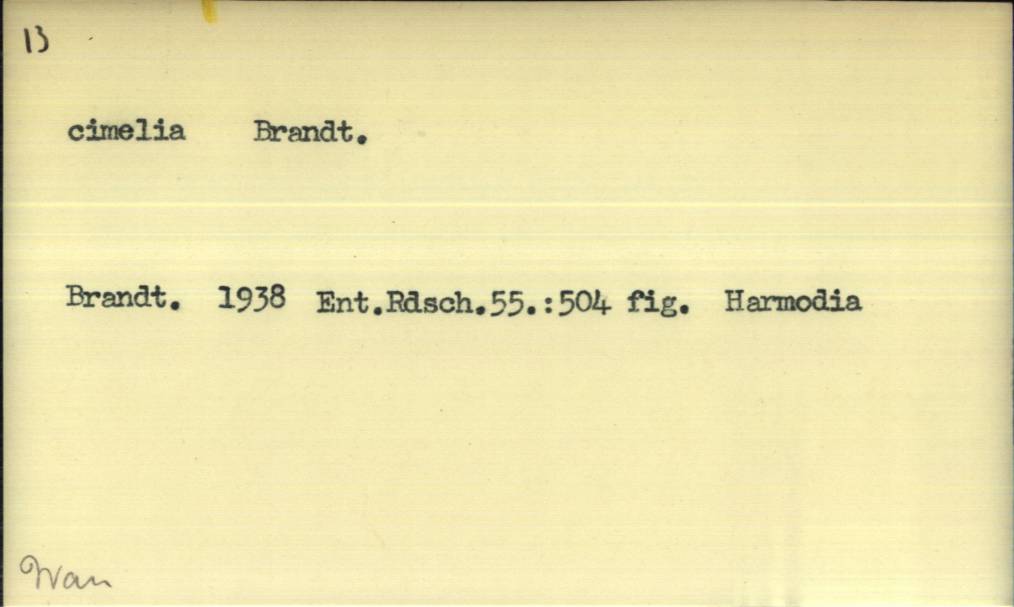 13
cimelia Brandt.
Brandt. 1938 Ent.Rdsch.55.:504 fig. Harmodia
Iran